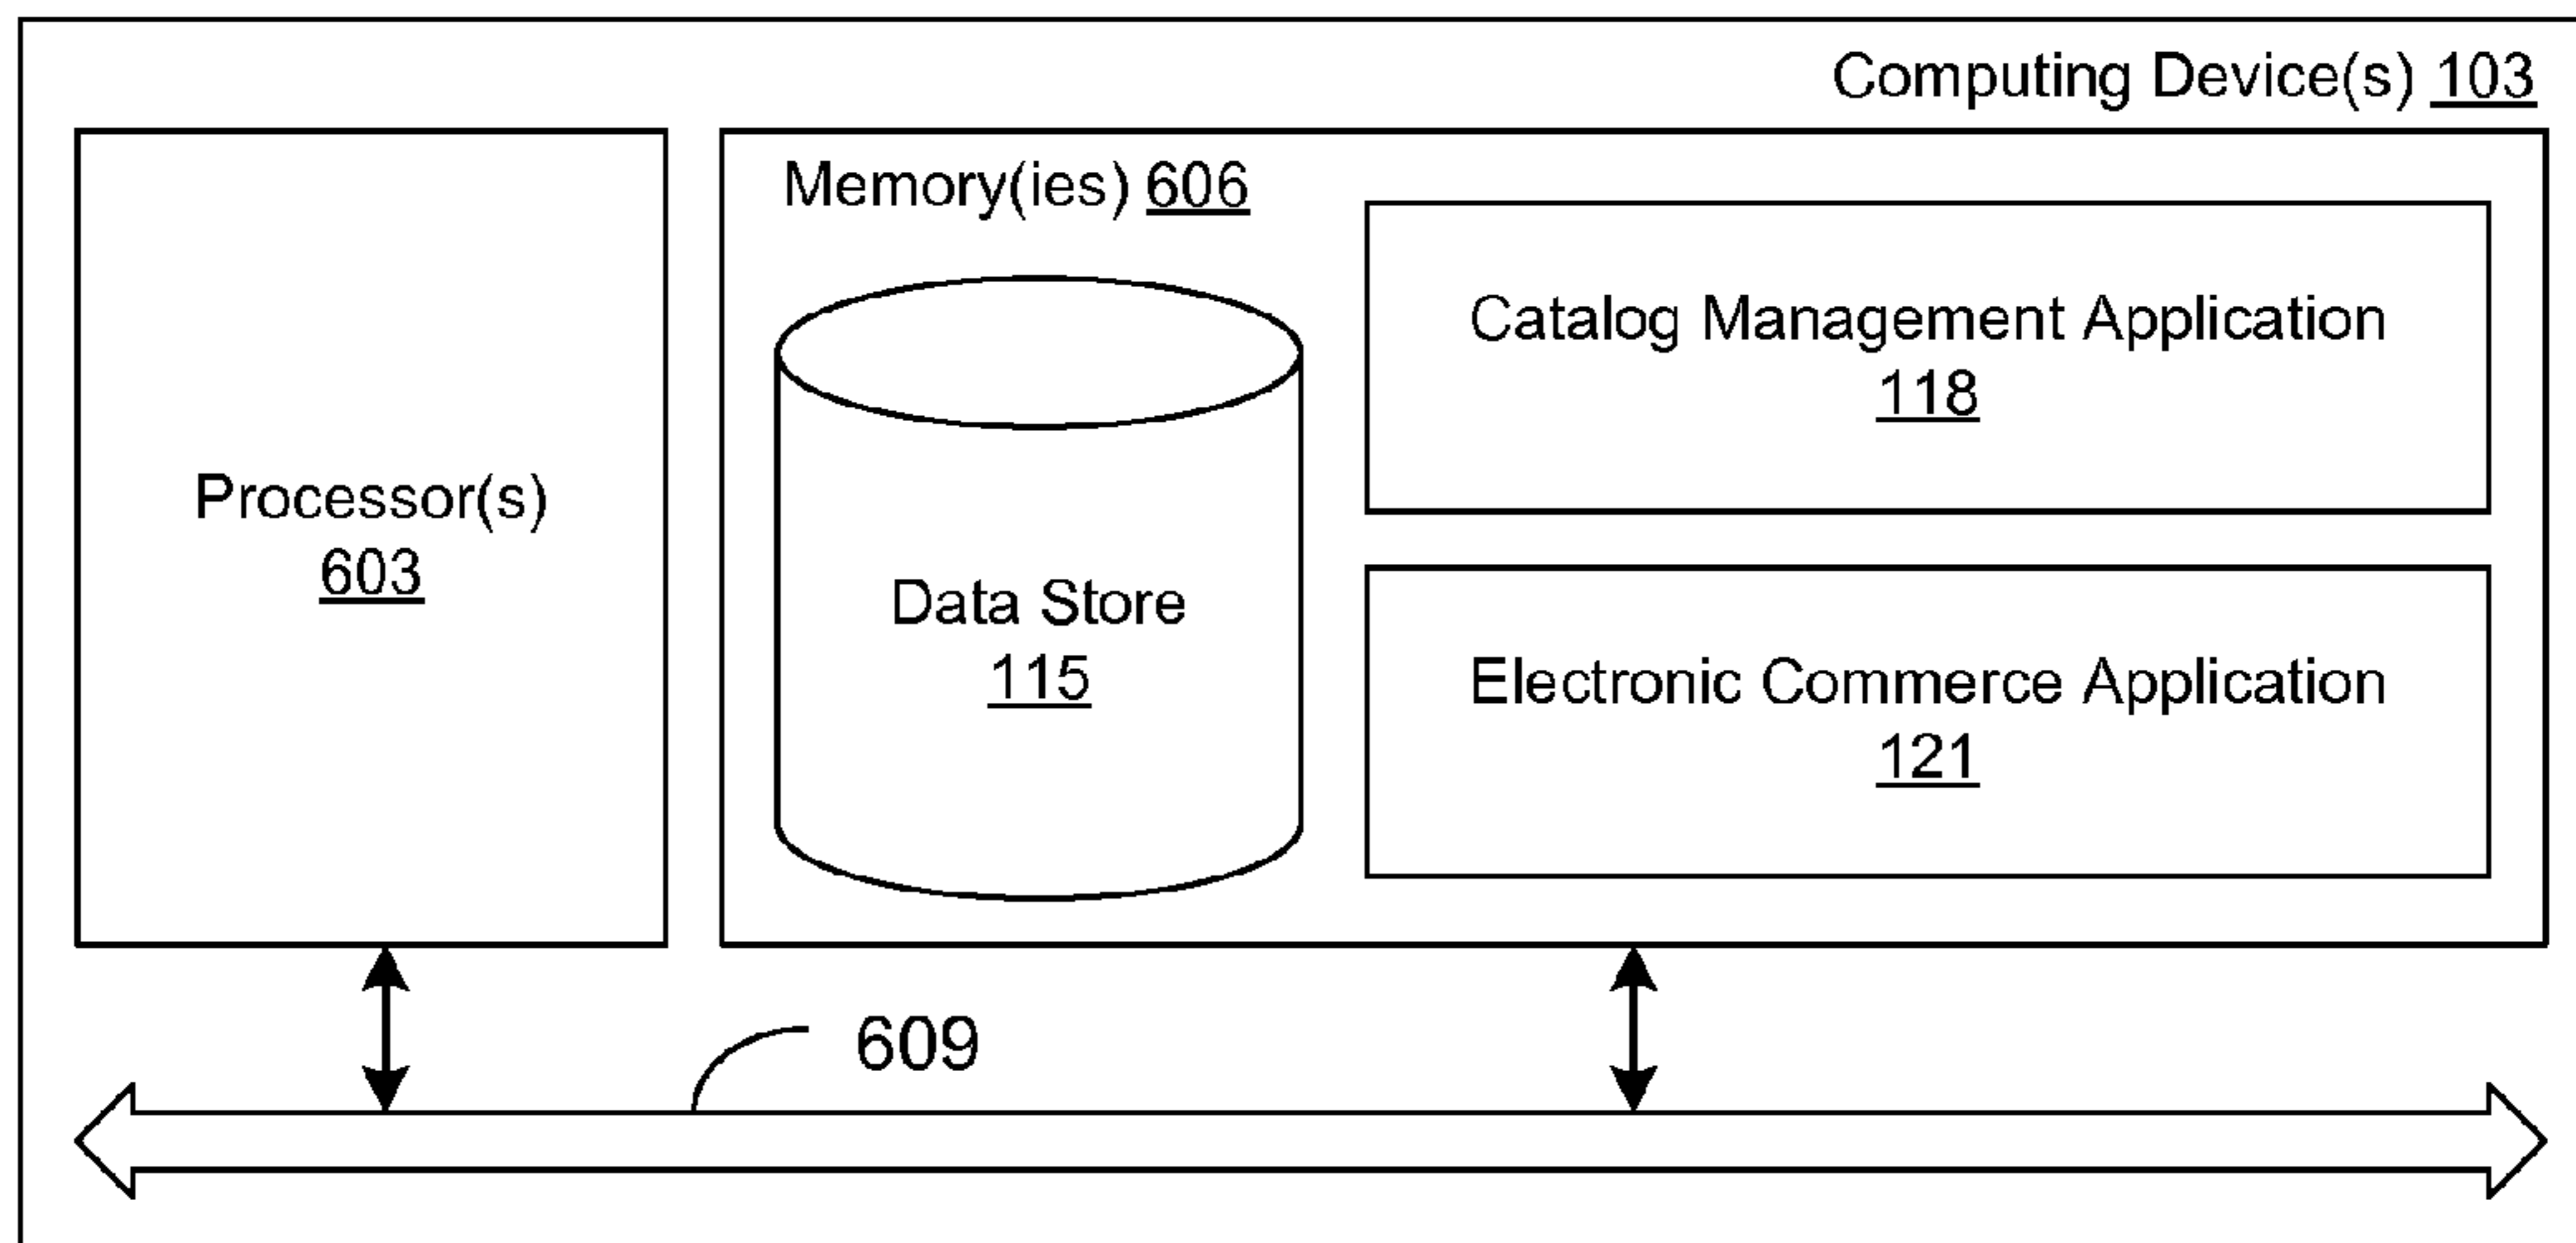 Computing Device(s) 103
Memory(ies) 606
Processor(s)
603
Data Store
115
Catalog Management Application
118
Electronic Commerce Application
121
609